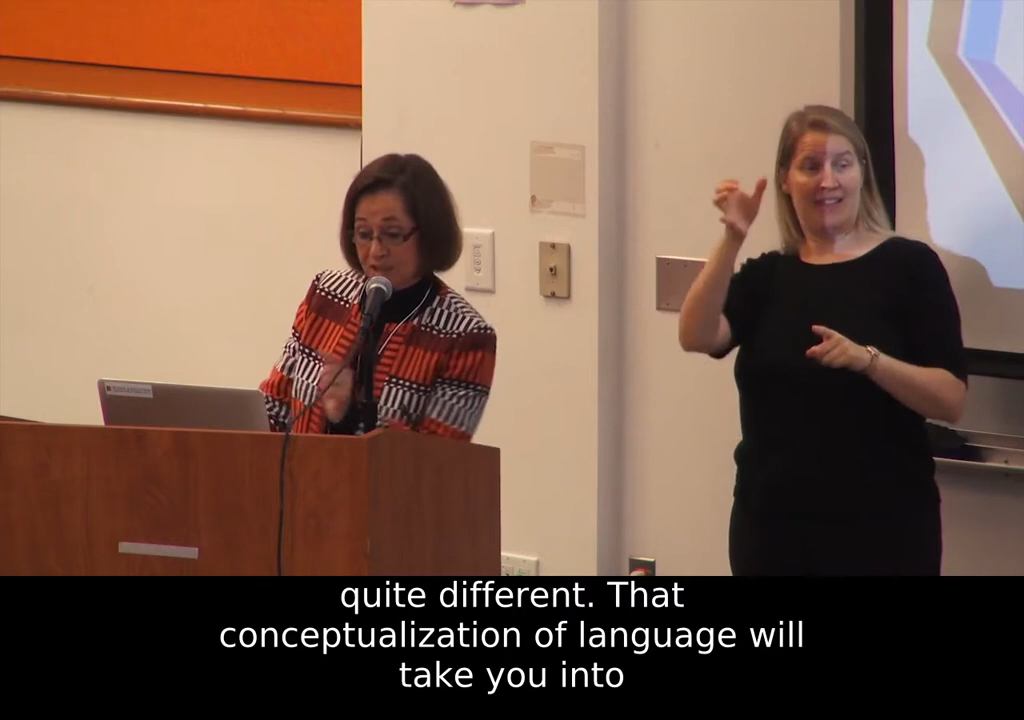 quite different. That
conceptualization of language will
take you into